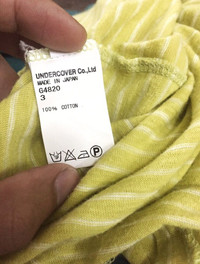 UNDERCOVER Co.,Ltd
MADE IN JAPAN
G4820
3
100% COTTON
P